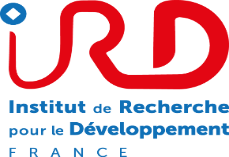 iRD
Institut de Recherche
pour le Développement
FRANCE